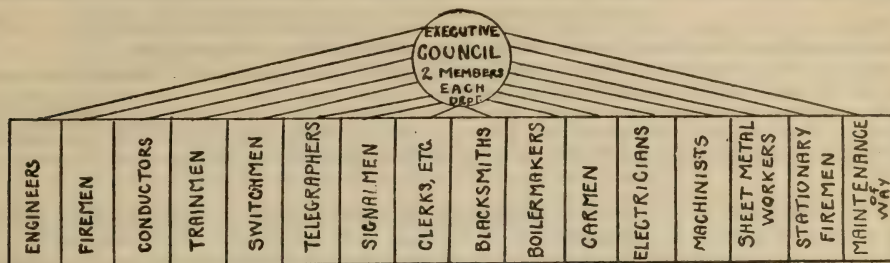 EXECUTIVE
COUNCIL
2 MEMBERS
EACH
DEPT
ENGINEERS
FIREMEN
CONDUCTORS
TRAINMEN
SWITCHMEN
TELEGRAPHERS
SIGNALMEN
CLERKS, ETC.
BLACKSMITHS
BOILERMAKERS
CARMEN
ELECTRICIANS
MACHINISTS
SHEET METAL
WORKERS
STATIONARY
FIREMEN
MAINTENANCE
OF
WAY